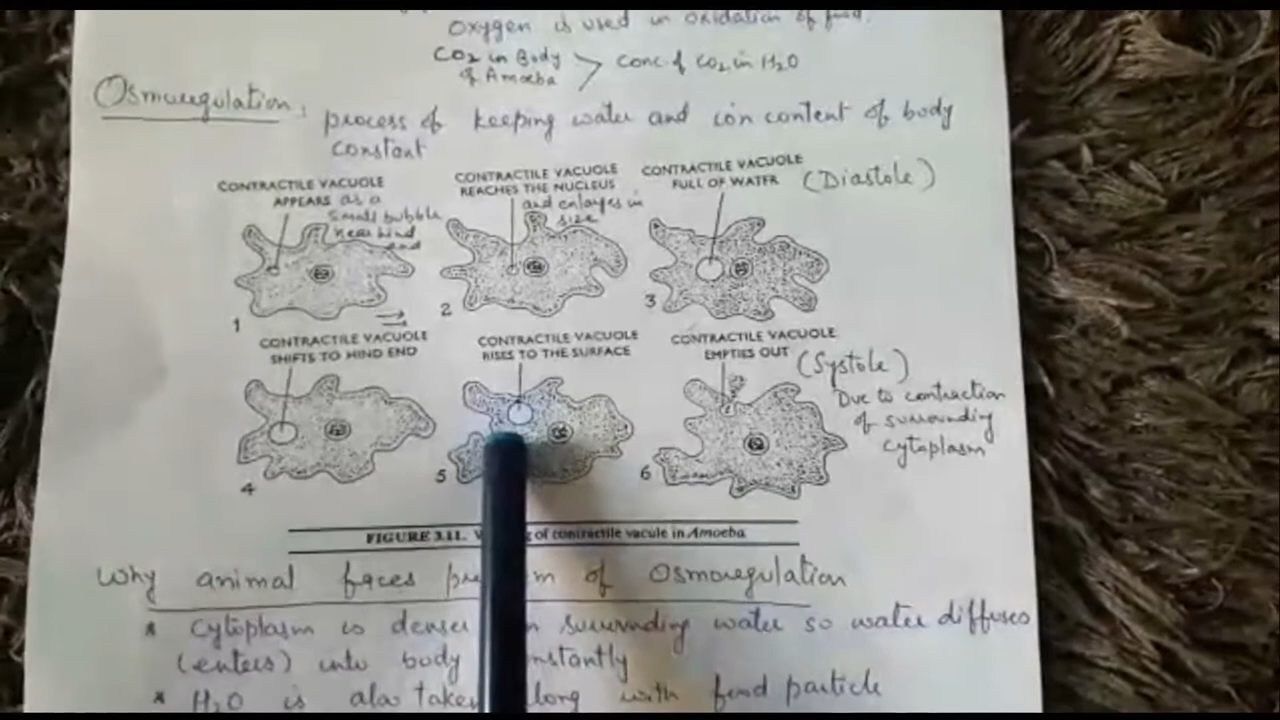 Oxygen is used in oxidation of food.
CO2 in Body of Amoeba > conc. of CO2 in H2O
Osmoregulation: process of keeping water and ion content of body
constant
CONTRACTILE VACUOLE
APPEARS as a
small bubble
near hind
end
1
CONTRACTILE VACUOLE
REACHES THE NUCLEUS
and enlarges in
size
2
CONTRACTILE VACUOLE
FULL OF WATER (Diastole)
3
CONTRACTILE VACUOLE
SHIFTS TO HIND END
4
CONTRACTILE VACUOLE
RISES TO THE SURFACE
5
CONTRACTILE VACUOLE
EMPTIES OUT (Systole)
Due to contraction
of surrounding
cytoplasm
6
FIGURE 3.11. of contractile vacule in Amoeba
Why animal faces of Osmoregulation
* Cytoplasm is denser surrounding water so water diffuses
(enters) into body
* H2O is also taken along with food particle